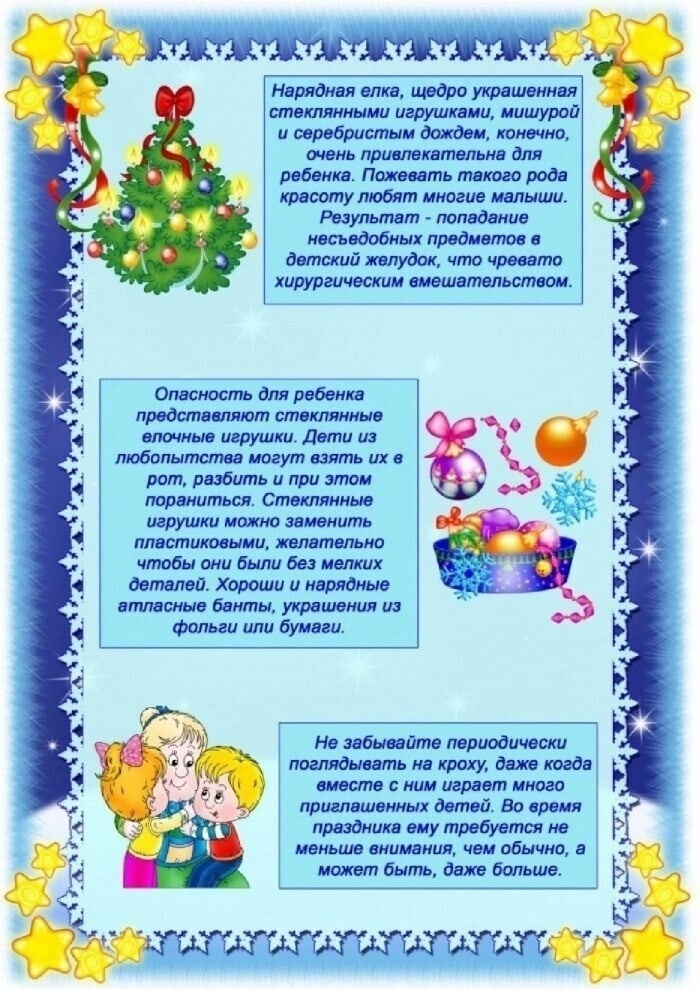 Нарядная елка, щедро украшенная
стеклянными игрушками, мишурой
и серебристым дождем, конечно,
очень привлекательна для
ребенка. Пожевать такого рода
красоту любят многие малыши.
Результат - попадание
несъедобных предметов в
детский желудок, что чревато
хирургическим вмешательством.
Опасность для ребенка
представляют стеклянные
елочные игрушки. Дети из
любопытства могут взять их в
рот, разбить и при этом
пораниться. Стеклянные
игрушки можно заменить
пластиковыми, желательно
чтобы они были без мелких
деталей. Хороши и нарядные
атласные банты, украшения из
фольги или бумаги.
Не забывайте периодически
поглядывать на кроху, даже когда
вместе с ним играет много
приглашенных детей. Во время
праздника ему требуется не
меньше внимания, чем обычно, а
может быть, даже больше.